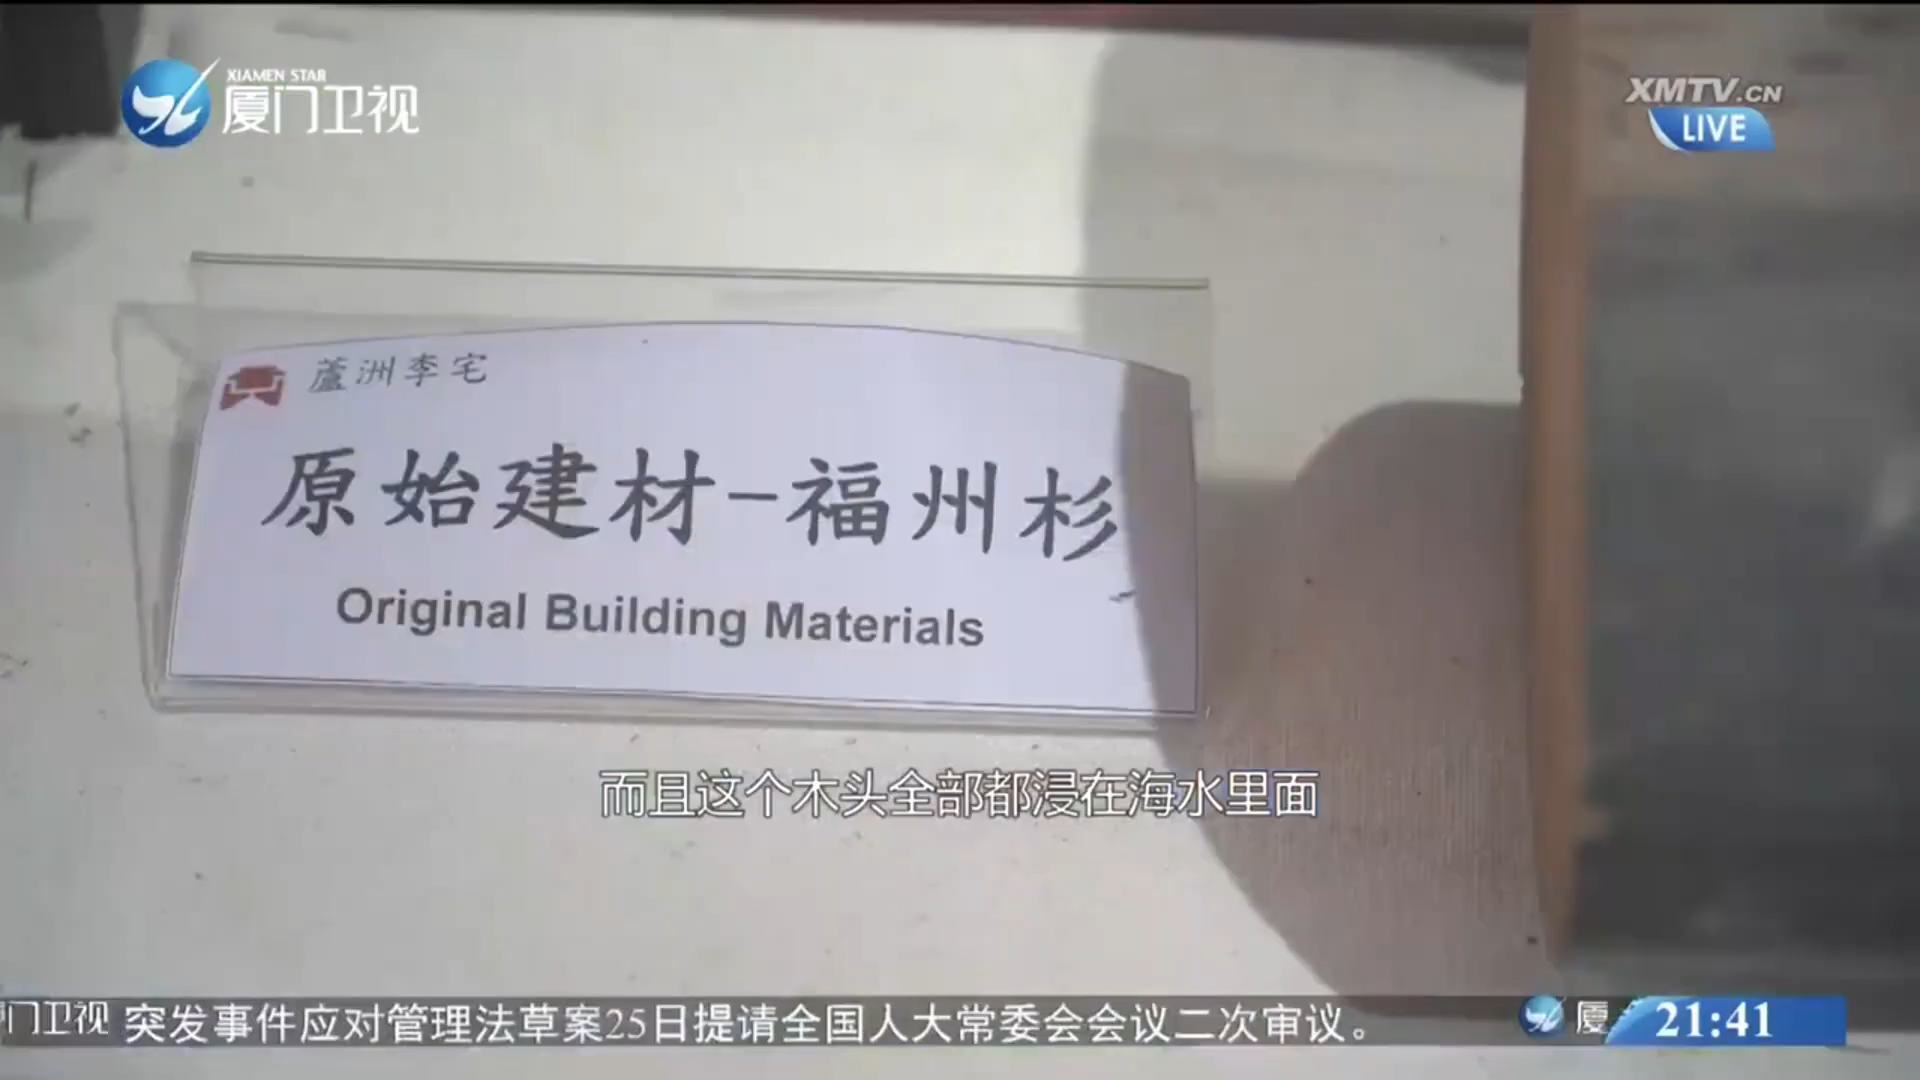 XIAMEN STAR
厦门卫视
XMTV.CN
LIVE
蘆洲李宅
原始建材-福州杉
Original Building Materials
而且这个木头全部都浸在海水里面
门卫视 突发事件应对管理法草案25日提请全国人大常委会会议二次审议。 厦
21:41